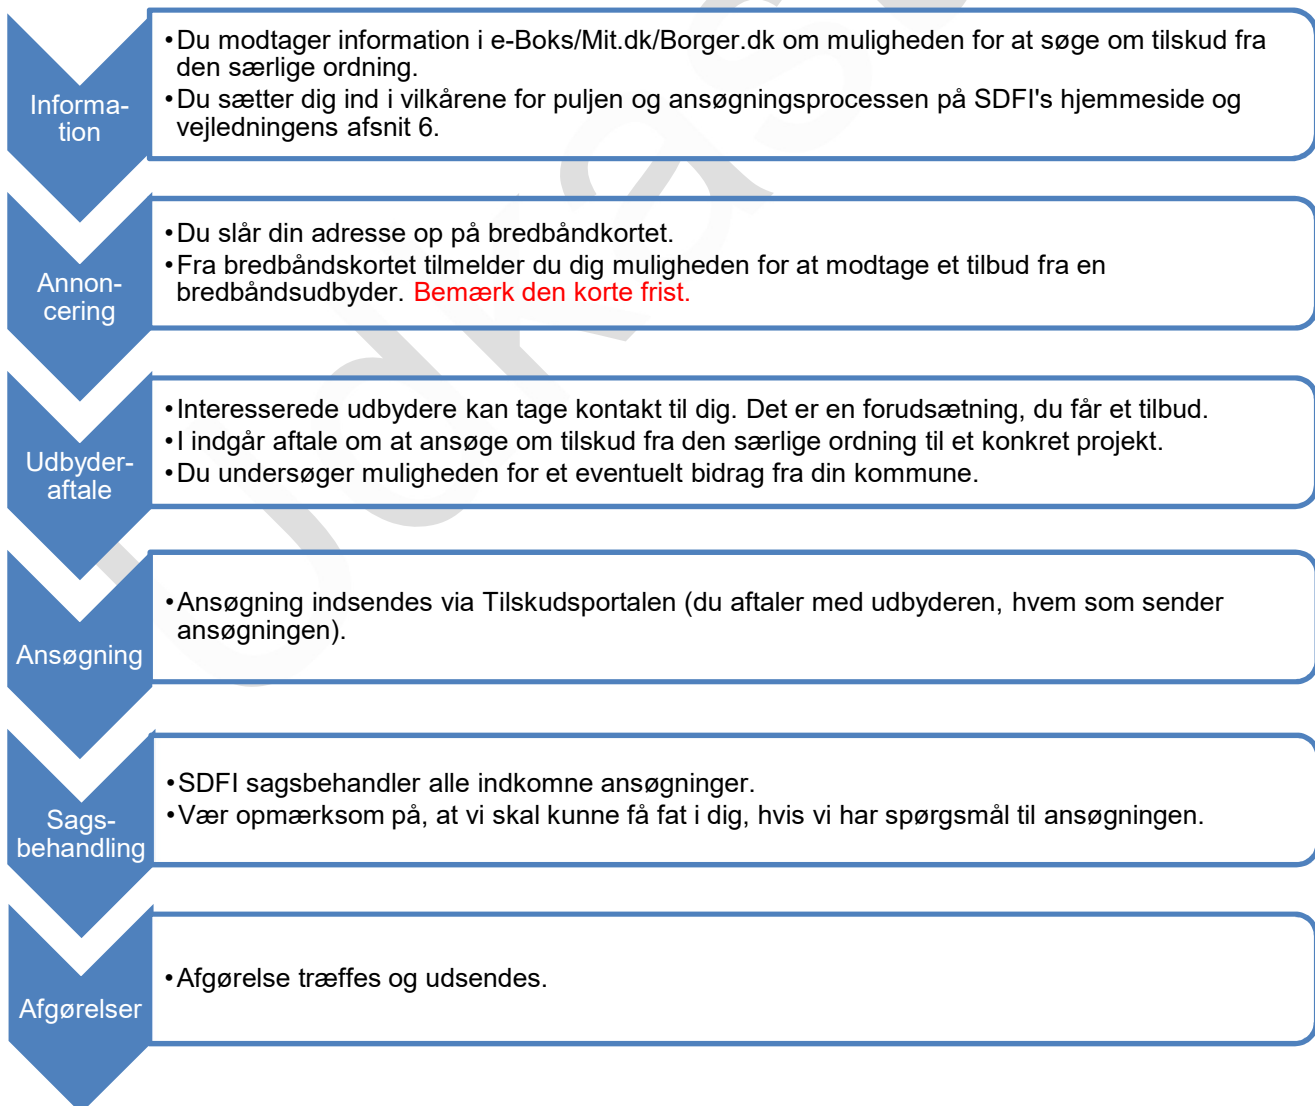 Informa-
tion
•Du modtager information i e-Boks/Mit.dk/Borger.dk om muligheden for at søge om tilskud fra
den særlige ordning.
•Du sætter dig ind i vilkårene for puljen og ansøgningsprocessen på SDFI's hjemmeside og
vejledningens afsnit 6.
Annon-
cering
•Du slår din adresse op på bredbåndkortet.
•Fra bredbåndskortet tilmelder du dig muligheden for at modtage et tilbud fra en
bredbåndsudbyder. Bemærk den korte frist.
Udbyder-
aftale
•Interesserede udbydere kan tage kontakt til dig. Det er en forudsætning, du får et tilbud.
•I indgår aftale om at ansøge om tilskud fra den særlige ordning til et konkret projekt.
•Du undersøger muligheden for et eventuelt bidrag fra din kommune.
Ansøgning
•Ansøgning indsendes via Tilskudsportalen (du aftaler med udbyderen, hvem som sender
ansøgningen).
Sags-
behandling
•SDFI sagsbehandler alle indkomne ansøgninger.
•Vær opmærksom på, at vi skal kunne få fat i dig, hvis vi har spørgsmål til ansøgningen.
Afgørelser
•Afgørelse træffes og udsendes.